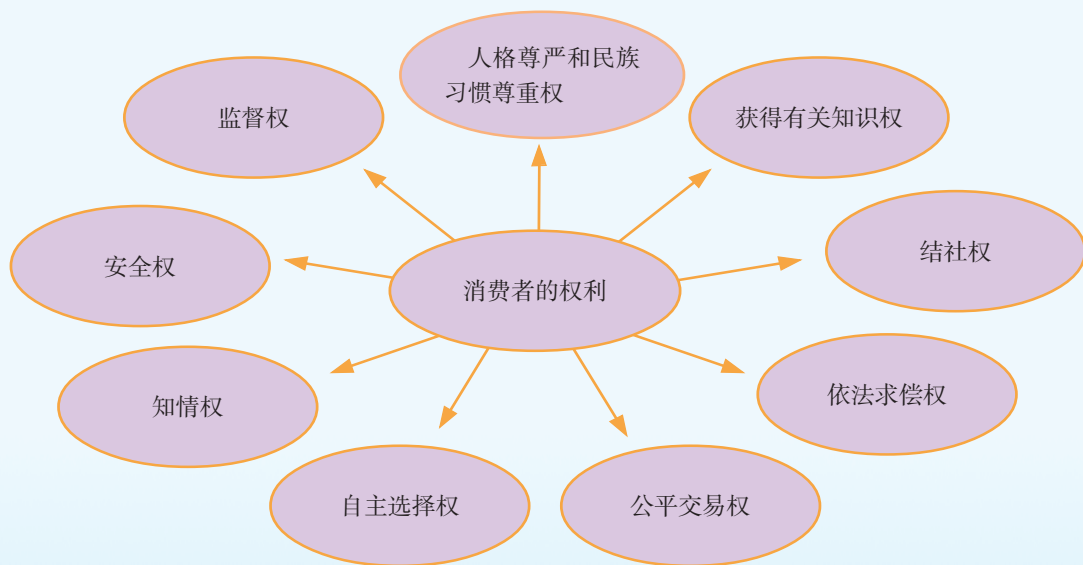 人格尊严和民族
习惯尊重权
监督权
获得有关知识权
结社权
安全权
消费者的权利
依法求偿权
知情权
自主选择权
公平交易权